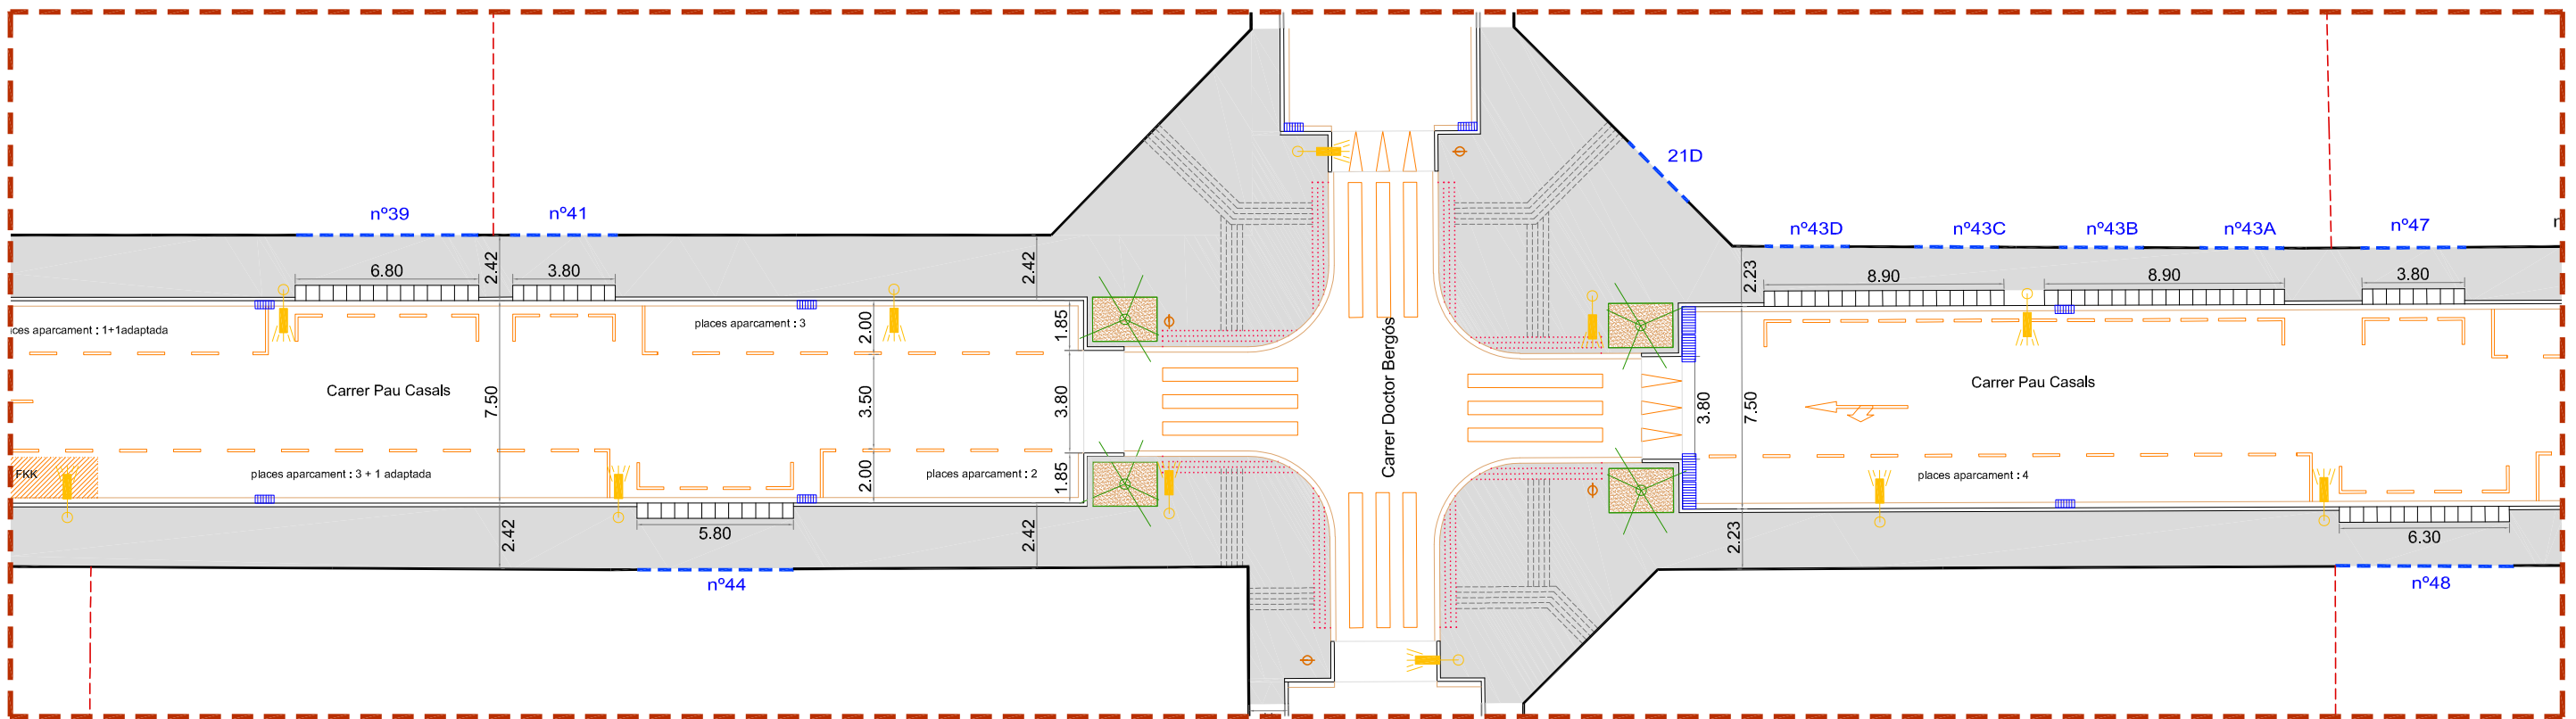 21D
nº39
nº41
nº43D
nº43C
nº43B
nº43A
nº47
6.80
3.80
2.42
2.42
2.23
8.90
8.90
3.80
places aparcament : 3
2.00
1.85
Carrer Pau Casals
7.50
3.50
3.80
Carrer Doctor Bergós
3.80
7.50
Carrer Pau Casals
FKK
places aparcament : 3 + 1 adaptada
2.00
places aparcament : 2
1.85
places aparcament : 4
2.42
5.80
2.42
2.23
6.30
nº44
nº48